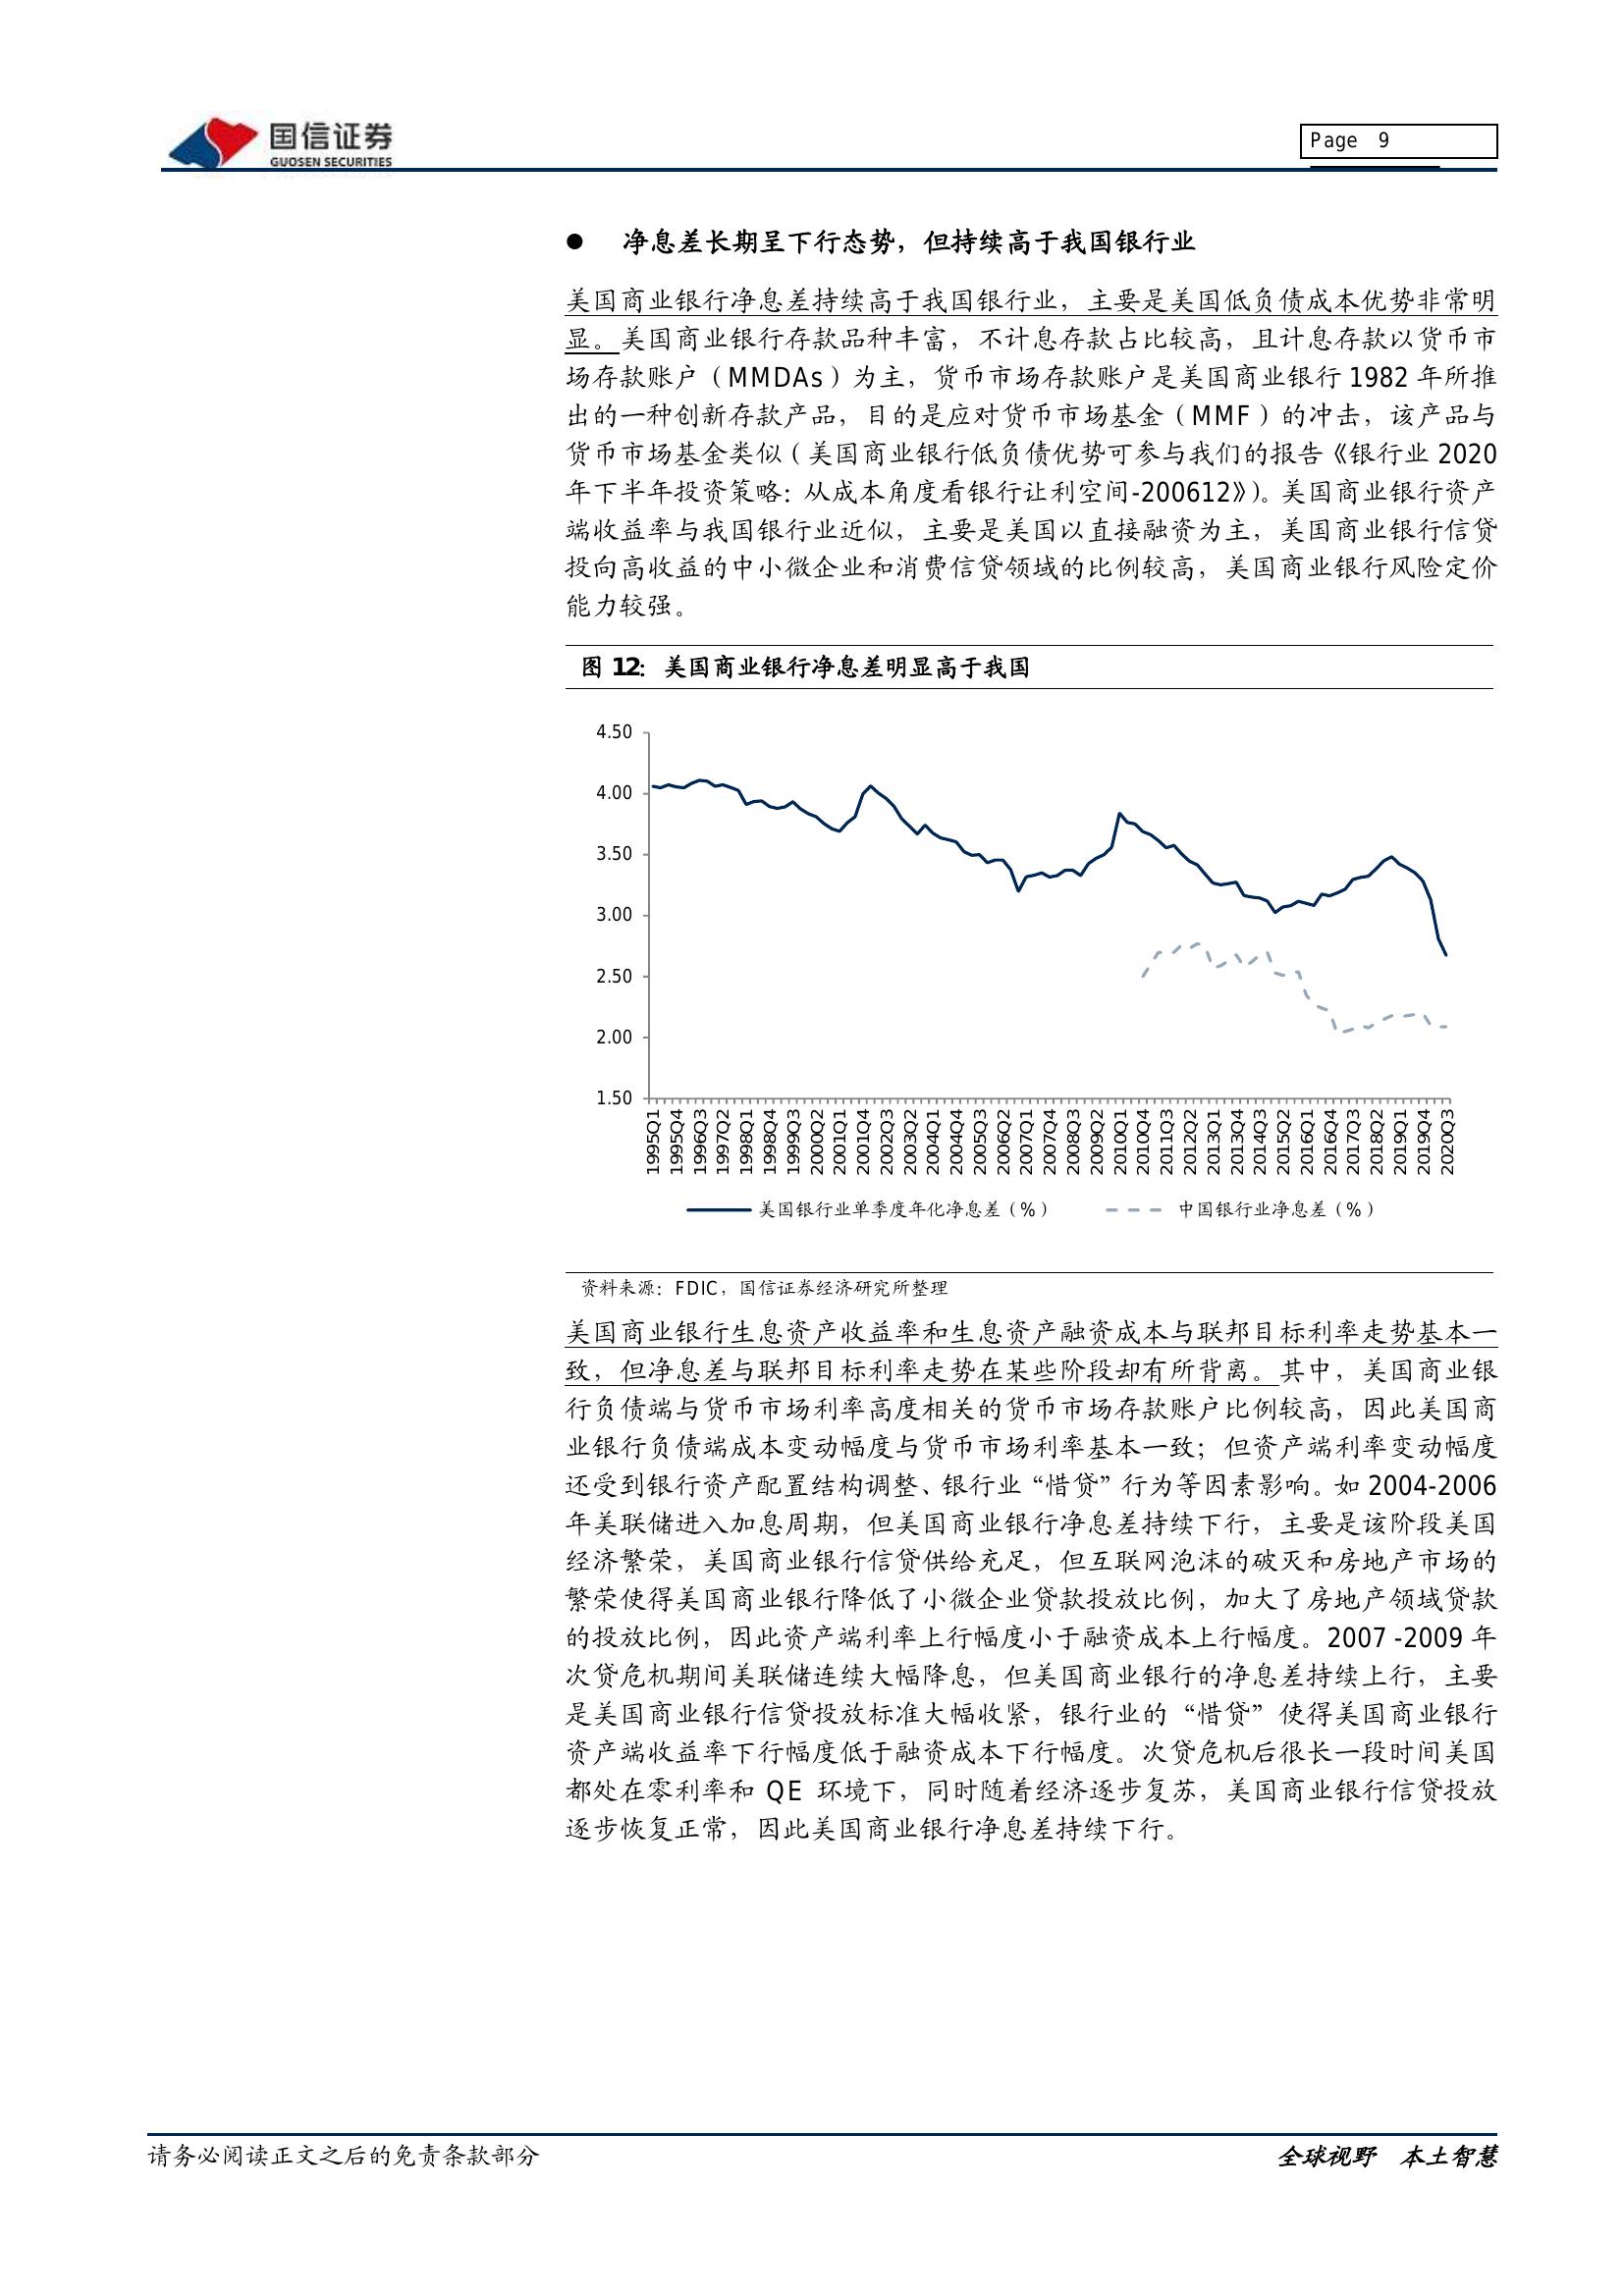 国信证券
GUOSEN SECURITIES
Page 9
● 净息差长期呈下行态势，但持续高于我国银行业
美国商业银行净息差持续高于我国银行业，主要是美国低负债成本优势非常明
显。美国商业银行存款品种丰富，不计息存款占比较高，且计息存款以货币市
场存款账户（MMDAs）为主，货币市场存款账户是美国商业银行 1982 年所推
出的一种创新存款产品，目的是应对货币市场基金（MMF）的冲击，该产品与
货币市场基金类似（美国商业银行低负债优势可参与我们的报告《银行业 2020
年下半年投资策略：从成本角度看银行让利空间-200612》）。美国商业银行资产
端收益率与我国银行业近似，主要是美国以直接融资为主，美国商业银行信贷
投向高收益的中小微企业和消费信贷领域的比例较高，美国商业银行风险定价
能力较强。
图 12：美国商业银行净息差明显高于我国
4.50
4.00
3.50
3.00
2.50
2.00
1.50
1995Q1
1995Q4
1996Q3
1997Q2
1998Q1
1998Q4
1999Q3
2000Q2
2001Q1
2001Q4
2002Q3
2003Q2
2004Q1
2004Q4
2005Q3
2006Q2
2007Q1
2007Q4
2008Q3
2009Q2
2010Q1
2010Q4
2011Q3
2012Q2
2013Q1
2013Q4
2014Q3
2015Q2
2016Q1
2016Q4
2017Q3
2018Q2
2019Q1
2019Q4
2020Q3
美国银行业单季度年化净息差（%）
中国银行业净息差（%）
资料来源：FDIC，国信证券经济研究所整理
美国商业银行生息资产收益率和生息资产融资成本与联邦目标利率走势基本一
致，但净息差与联邦目标利率走势在某些阶段却有所背离。其中，美国商业银
行负债端与货币市场利率高度相关的货币市场存款账户比例较高，因此美国商
业银行负债端成本变动幅度与货币市场利率基本一致；但资产端利率变动幅度
还受到银行资产配置结构调整、银行业“惜贷”行为等因素影响。如 2004-2006
年美联储进入加息周期，但美国商业银行净息差持续下行，主要是该阶段美国
经济繁荣，美国商业银行信贷供给充足，但互联网泡沫的破灭和房地产市场的
繁荣使得美国商业银行降低了小微企业贷款投放比例，加大了房地产领域贷款
的投放比例，因此资产端利率上行幅度小于融资成本上行幅度。2007 -2009 年
次贷危机期间美联储连续大幅降息，但美国商业银行的净息差持续上行，主要
是美国商业银行信贷投放标准大幅收紧，银行业的“惜贷”使得美国商业银行
资产端收益率下行幅度低于融资成本下行幅度。次贷危机后很长一段时间美国
都处在零利率和 QE 环境下，同时随着经济逐步复苏，美国商业银行信贷投放
逐步恢复正常，因此美国商业银行净息差持续下行。
请务必阅读正文之后的免责条款部分
全球视野 本土智慧